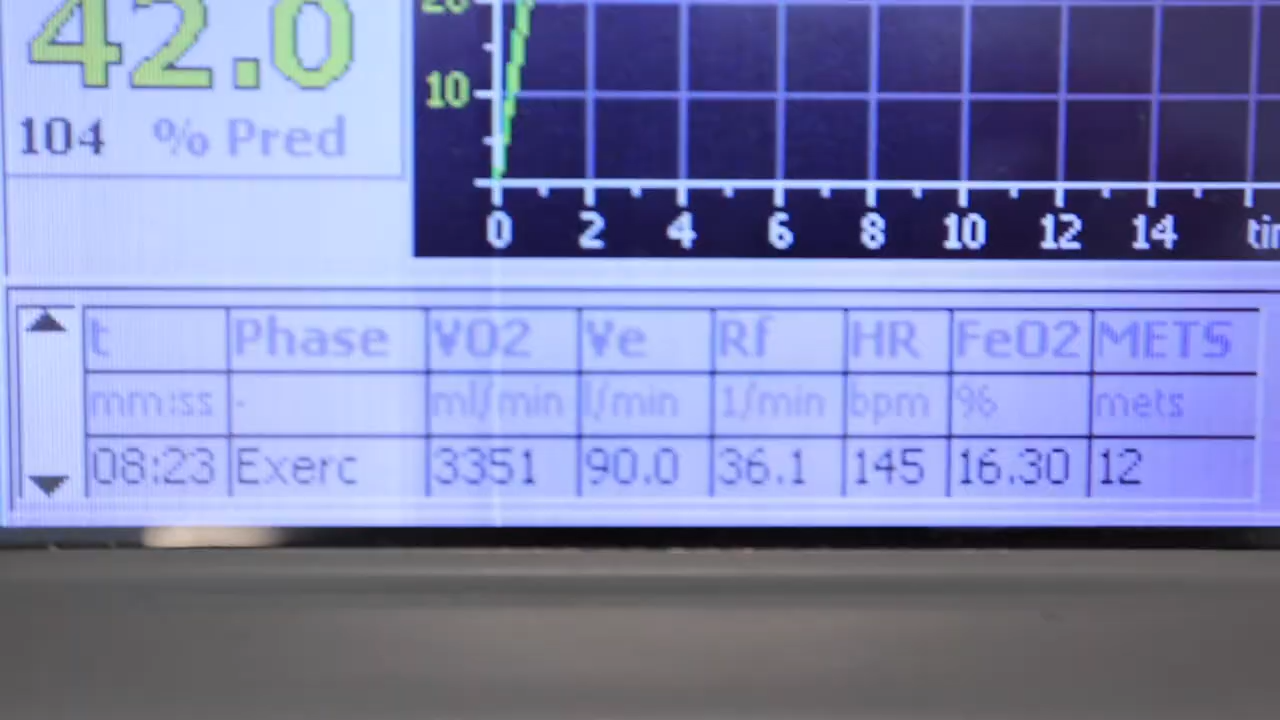 42.0
104 % Pred
20
10
0 2 4 6 8 10 12 14
t Phase VO2 Ve Rf HR FeO2 METS
mm:ss - ml/min l/min 1/min bpm % mets
08:23 Exerc 3351 90.0 36.1 145 16.30 12